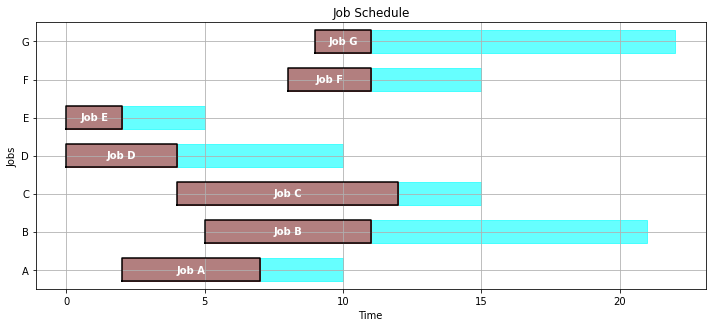 Job Schedule
Jobs
G
Job G
F
Job F
E
Job E
D
Job D
C
Job C
B
Job B
A
Job A
0 5 10 15 20
Time